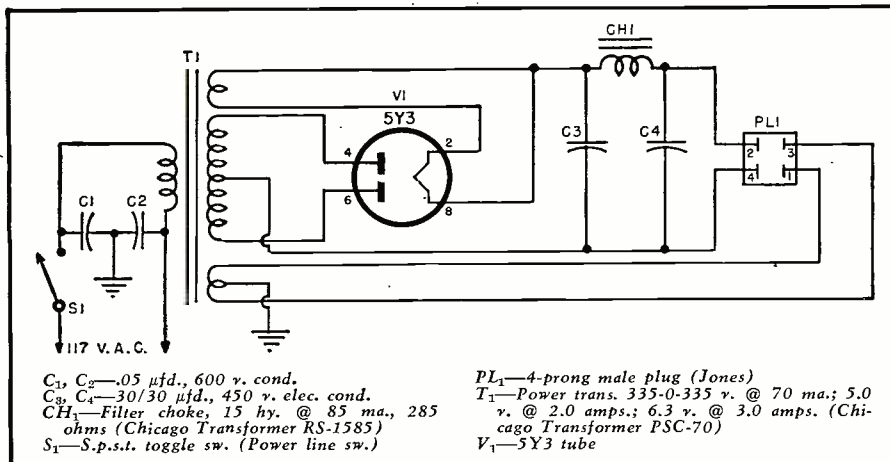 CH1
T1
V1
5Y3
2
4
6
8
C3
C4
PL1
2
3
4
1
C1
C2
S1
117 V.A.C.
C₁, C₂—.05 μfd., 600 v. cond.
C₃, C₄—30/30 μfd., 450 v. elec. cond.
CH₁—Filter choke, 15 hy. @ 85 ma., 285
ohms (Chicago Transformer RS-1585)
S₁—S.p.s.t. toggle sw. (Power line sw.)
PL₁—4-prong male plug (Jones)
T₁—Power trans. 335-0-335 v. @ 70 ma.; 5.0
v. @ 2.0 amps.; 6.3 v. @ 3.0 amps. (Chi-
cago Transformer PSC-70)
V₁—5Y3 tube